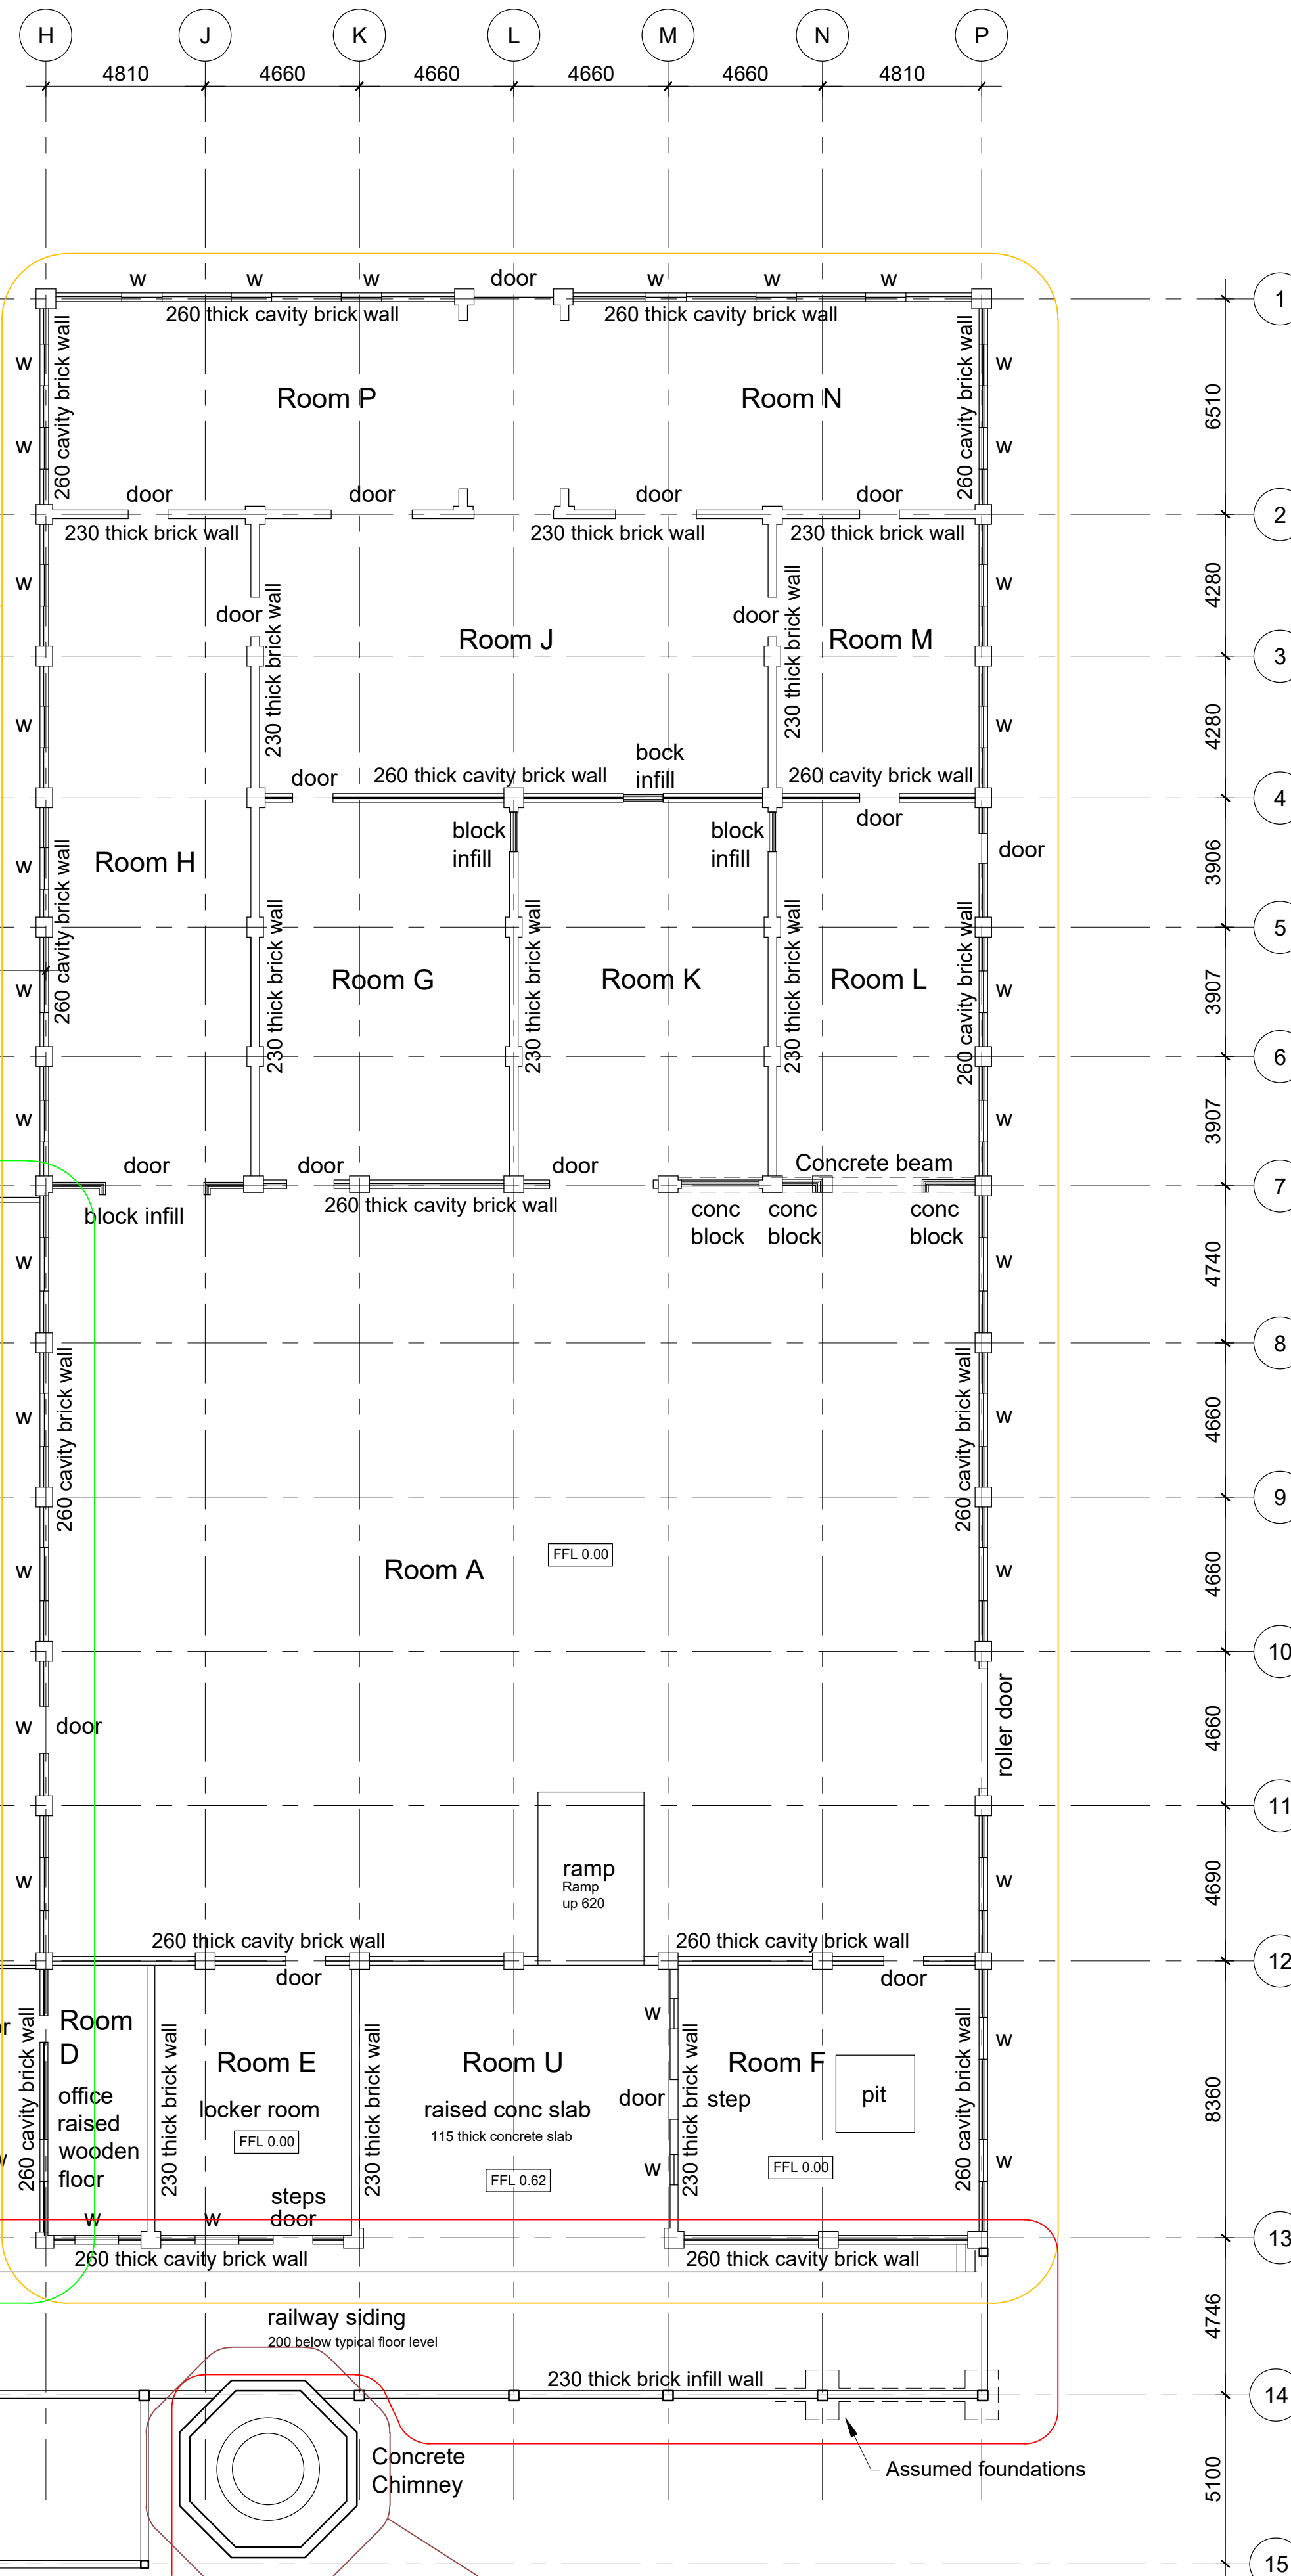 H J K L M N P
4810 4660 4660 4660 4660 4810
w w w door w w w
1
260 thick cavity brick wall 260 thick cavity brick wall
260 cavity brick wall 260 cavity brick wall
w w
6510
Room P Room N
w w
door door door door
2
230 thick brick wall 230 thick brick wall 230 thick brick wall
w w
4280
door door
230 thick brick wall 230 thick brick wall
Room J Room M
3
w w
4280
bock
infill
door 260 thick cavity brick wall 260 cavity brick wall
4
door
block
infill
block
infill
door
3906
Room H
w
260 cavity brick wall
5
230 thick brick wall 230 thick brick wall 230 thick brick wall 260 cavity brick wall
Room G Room K Room L
w w
3907
6
w w
3907
door door door Concrete beam
7
block infill 260 thick cavity brick wall
conc
block
conc
block
conc
block
w w
4740
8
260 cavity brick wall 260 cavity brick wall
w w
4660
9
FFL 0.00
Room A
w w
4660
10
roller door
w door
4660
11
ramp
Ramp
up 620
w w
4690
260 thick cavity brick wall 260 thick cavity brick wall
12
door door
or
Room
D
w
260 cavity brick wall 230 thick brick wall 230 thick brick wall 230 thick brick wall 260 cavity brick wall
w
Room E Room U Room F
office
raised
wooden
floor
locker room raised conc slab door step pit
8360
FFL 0.00 115 thick concrete slab
FFL 0.62 FFL 0.00
w w w
steps
w w door
13
260 thick cavity brick wall 260 thick cavity brick wall
railway siding
200 below typical floor level
4746
230 thick brick infill wall
14
Concrete
Chimney
Assumed foundations
5100
15